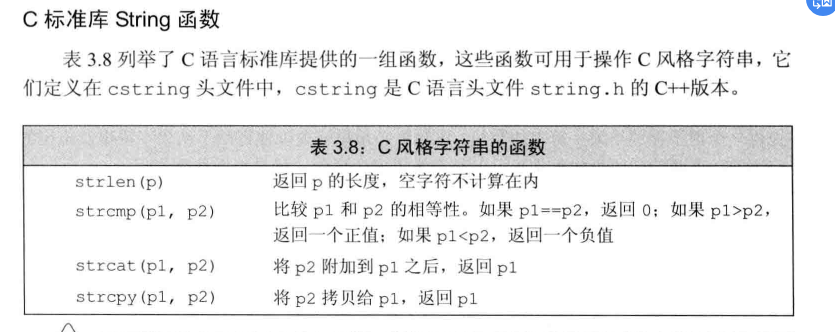 C 标准库 String 函数
表 3.8 列举了 C 语言标准库提供的一组函数，这些函数可用于操作 C 风格字符串，它
们定义在 cstring 头文件中，cstring 是 C 语言头文件 string.h 的 C++版本。
表 3.8：C 风格字符串的函数
strlen(p) 返回 p 的长度，空字符不计算在内
strcmp(p1, p2) 比较 p1 和 p2 的相等性。如果 p1==p2，返回 0；如果 p1>p2，
返回一个正值；如果 p1<p2，返回一个负值
strcat(p1, p2) 将 p2 附加到 p1 之后，返回 p1
strcpy(p1, p2) 将 p2 拷贝给 p1，返回 p1